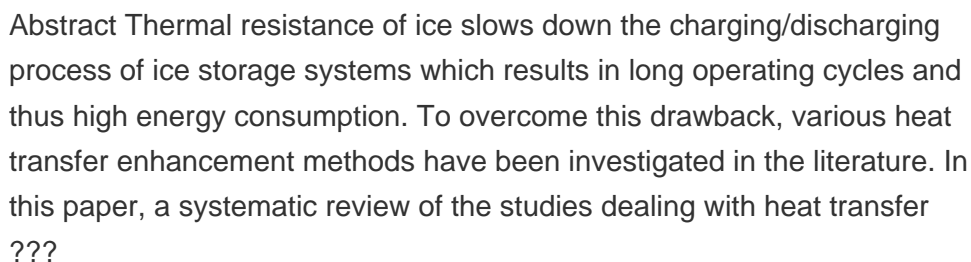 Abstract Thermal resistance of ice slows down the charging/discharging
process of ice storage systems which results in long operating cycles and
thus high energy consumption. To overcome this drawback, various heat
transfer enhancement methods have been investigated in the literature. In
this paper, a systematic review of the studies dealing with heat transfer
???